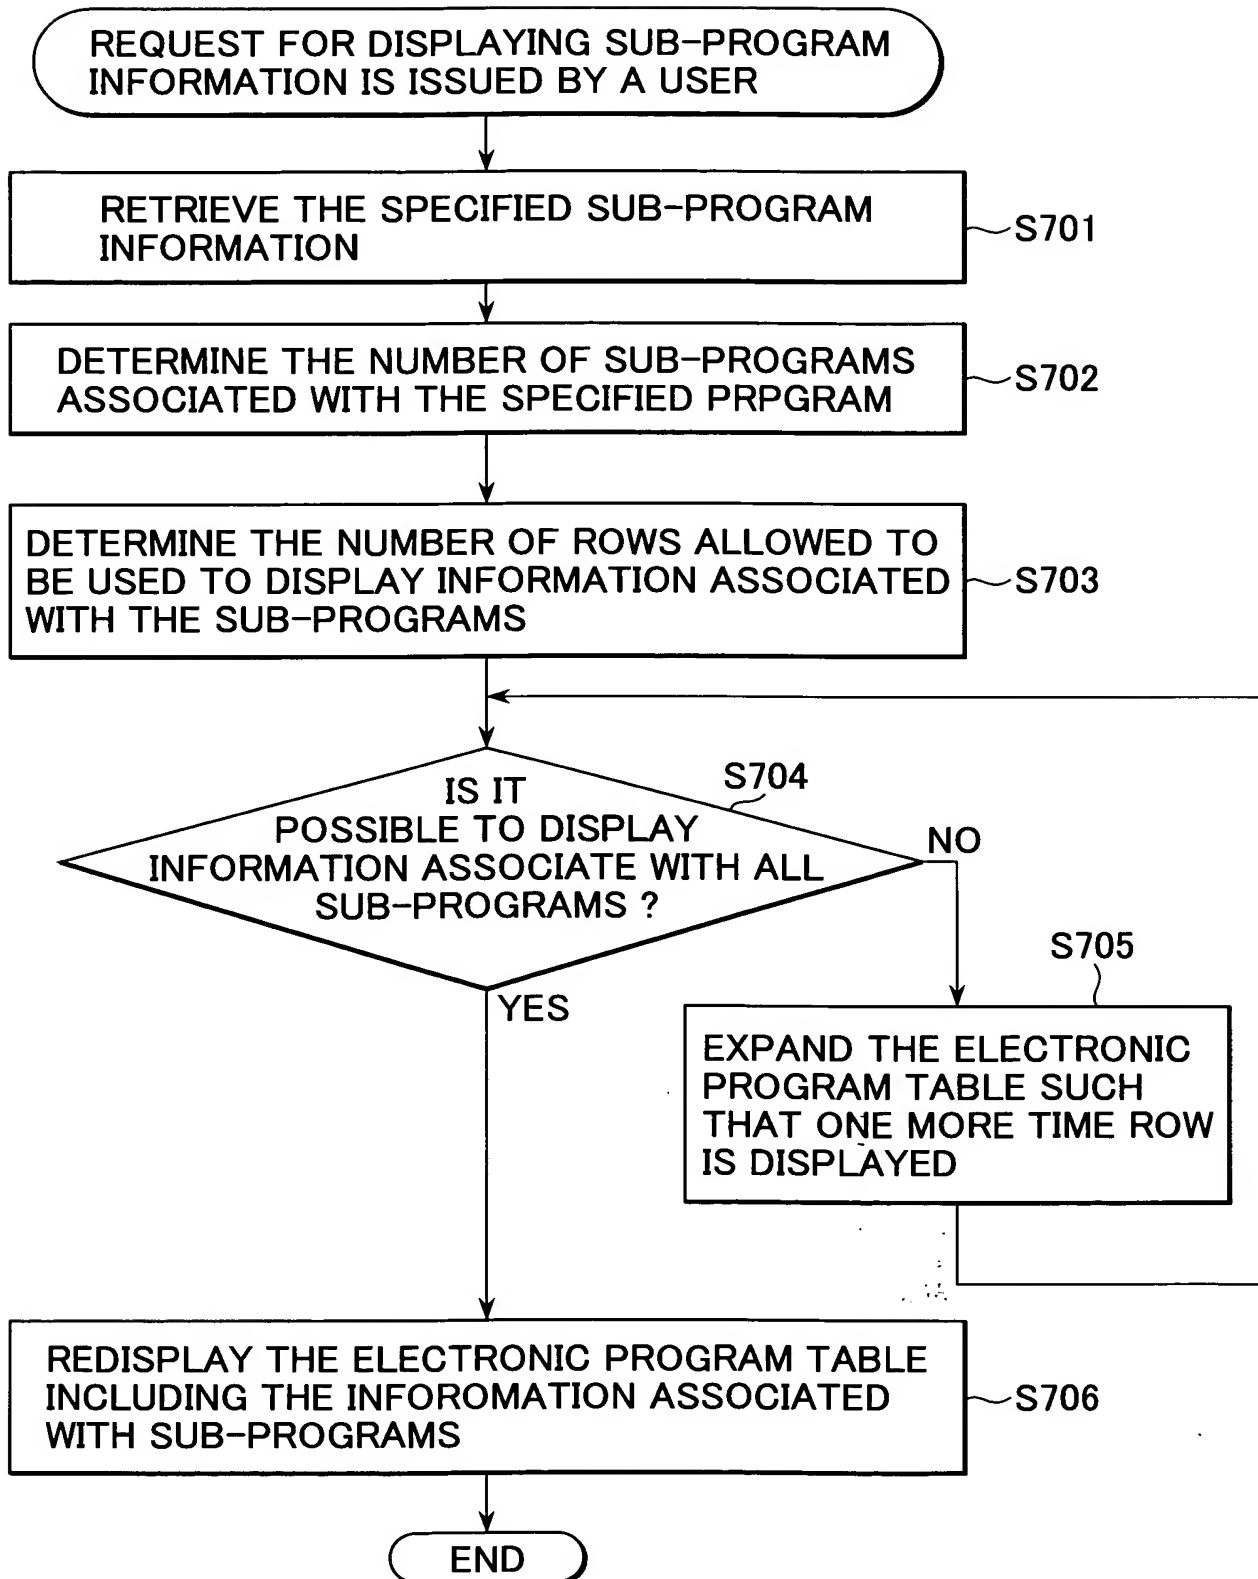 REQUEST FOR DISPLAYING SUB-PROGRAM
INFORMATION IS ISSUED BY A USER
RETRIEVE THE SPECIFIED SUB-PROGRAM
INFORMATION
S701
DETERMINE THE NUMBER OF SUB-PROGRAMS
ASSOCIATED WITH THE SPECIFIED PRPGRAM
S702
DETERMINE THE NUMBER OF ROWS ALLOWED TO
BE USED TO DISPLAY INFORMATION ASSOCIATED
WITH THE SUB-PROGRAMS
S703
S704
IS IT
POSSIBLE TO DISPLAY
INFORMATION ASSOCIATE WITH ALL
SUB-PROGRAMS ?
NO
YES
S705
EXPAND THE ELECTRONIC
PROGRAM TABLE SUCH
THAT ONE MORE TIME ROW
IS DISPLAYED
REDISPLAY THE ELECTRONIC PROGRAM TABLE
INCLUDING THE INFOROMATION ASSOCIATED
WITH SUB-PROGRAMS
S706
END